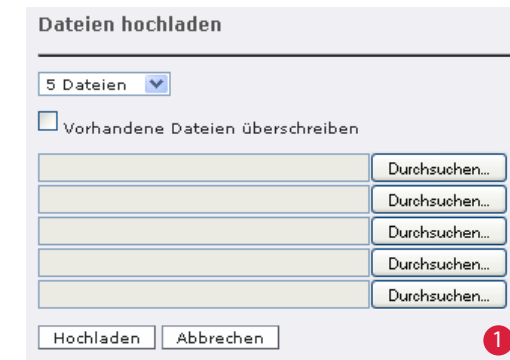 Dateien hochladen
5 Dateien
Vorhandene Dateien überschreiben
Durchsuchen...
Durchsuchen...
Durchsuchen...
Durchsuchen...
Durchsuchen...
Hochladen Abbrechen 1